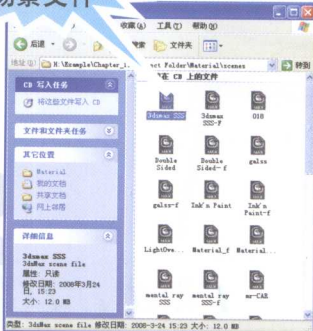 场景文件
收藏(A) 工具(T) 帮助(H)
后退 搜索 文件夹
地址(D) H:\Example\Chapter_ ect Folder\Material\scenes 转到
CD 写入任务
将这些文件写入 CD
文件和文件夹任务
其它位置
Material
我的文档
共享文档
网上邻居
详细信息
3dsmax SSS
3dsMax scene file
属性: 只读
修改日期: 2008年3月24日, 15:23
大小: 12.0 MB
在 CD 上的文件
3dsmax SSS
3dsmax SSS-F
010
Double Sided
Double Sided-f
galss
galss-f
Ink'n Paint
Ink'n Paint-f
LightOve...
Material_f
Material...
mental ray SSS
mental ray SSS-f
mr-CAR
类型: 3dsMax scene file 修改日期: 2008-3-24 15:23 大小: 12.0 MB